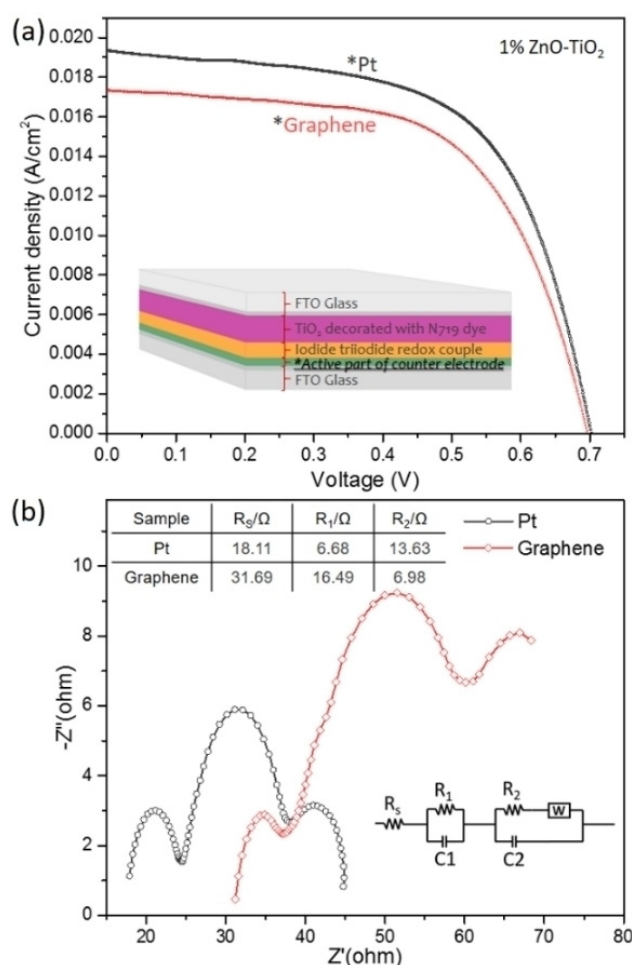 (a)
0.020
0.018
0.016
0.014
0.012
0.010
0.008
0.006
0.004
0.002
0.000
Current density (A/cm²)
*Pt
1% ZnO-TiO₂
*Graphene
FTO Glass
TiO₂ decorated with N719 dye
Iodide triiodide redox couple
*Active part of counter electrode
FTO Glass
0.0 0.1 0.2 0.3 0.4 0.5 0.6 0.7
Voltage (V)
(b)
Sample R_S/Ω R₁/Ω R₂/Ω
Pt 18.11 6.68 13.63
Graphene 31.69 16.49 6.98
Pt
Graphene
10
8
6
4
2
0
-Z"(ohm)
R_s R₁ R₂ W
C1 C2
20 30 40 50 60 70 80
Z'(ohm)